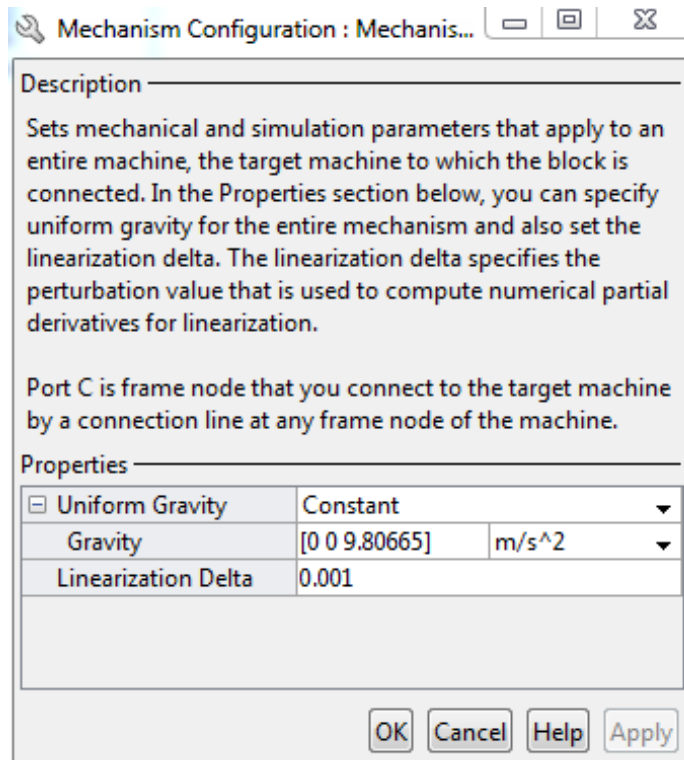 Mechanism Configuration : Mechanis...
Description
Sets mechanical and simulation parameters that apply to an
entire machine, the target machine to which the block is
connected. In the Properties section below, you can specify
uniform gravity for the entire mechanism and also set the
linearization delta. The linearization delta specifies the
perturbation value that is used to compute numerical partial
derivatives for linearization.
Port C is frame node that you connect to the target machine
by a connection line at any frame node of the machine.
Properties
Uniform Gravity Constant
Gravity [0 0 9.80665] m/s^2
Linearization Delta 0.001
OK Cancel Help Apply